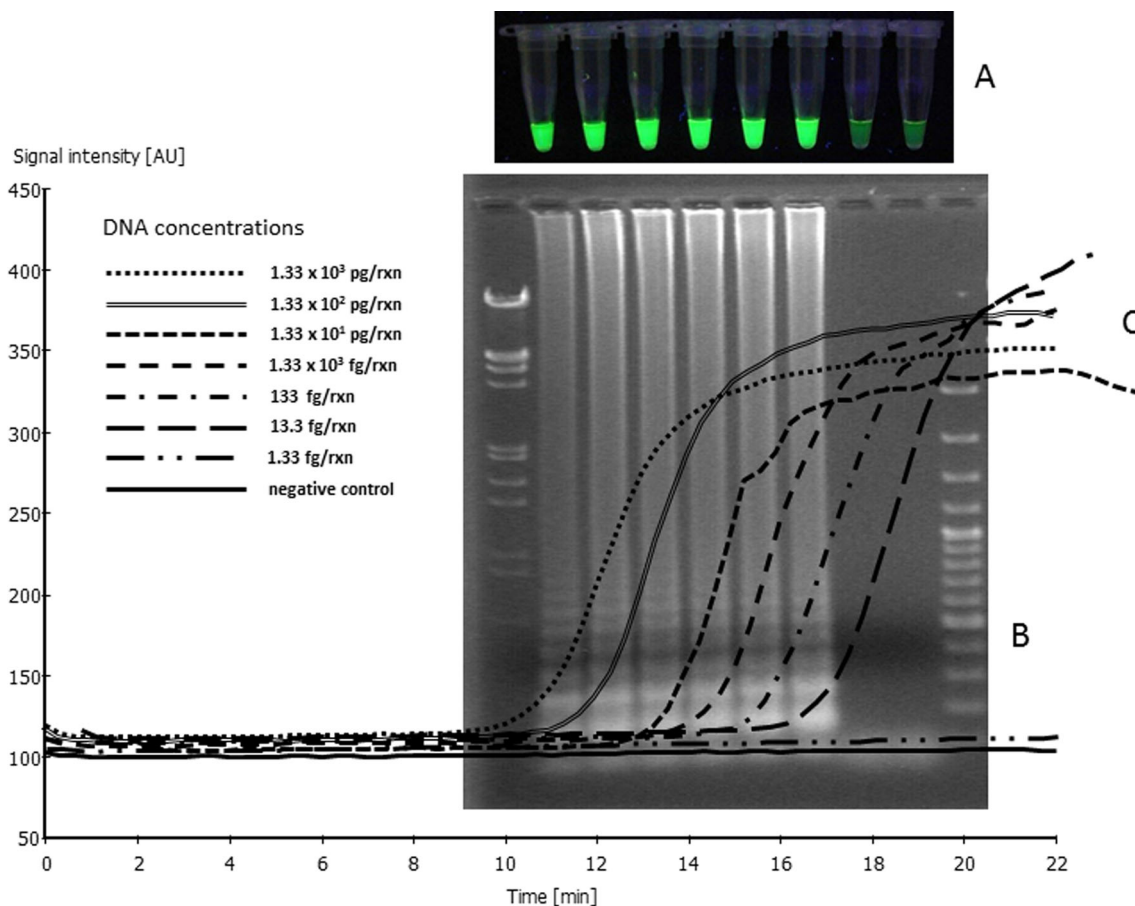 A
Signal intensity [AU]
450
400
350
300
250
200
150
100
50
DNA concentrations
1.33 x 10³ pg/rxn
1.33 x 10² pg/rxn
1.33 x 10¹ pg/rxn
1.33 x 10³ fg/rxn
133 fg/rxn
13.3 fg/rxn
1.33 fg/rxn
negative control
C
B
0 2 4 6 8 10 12 14 16 18 20 22
Time [min]